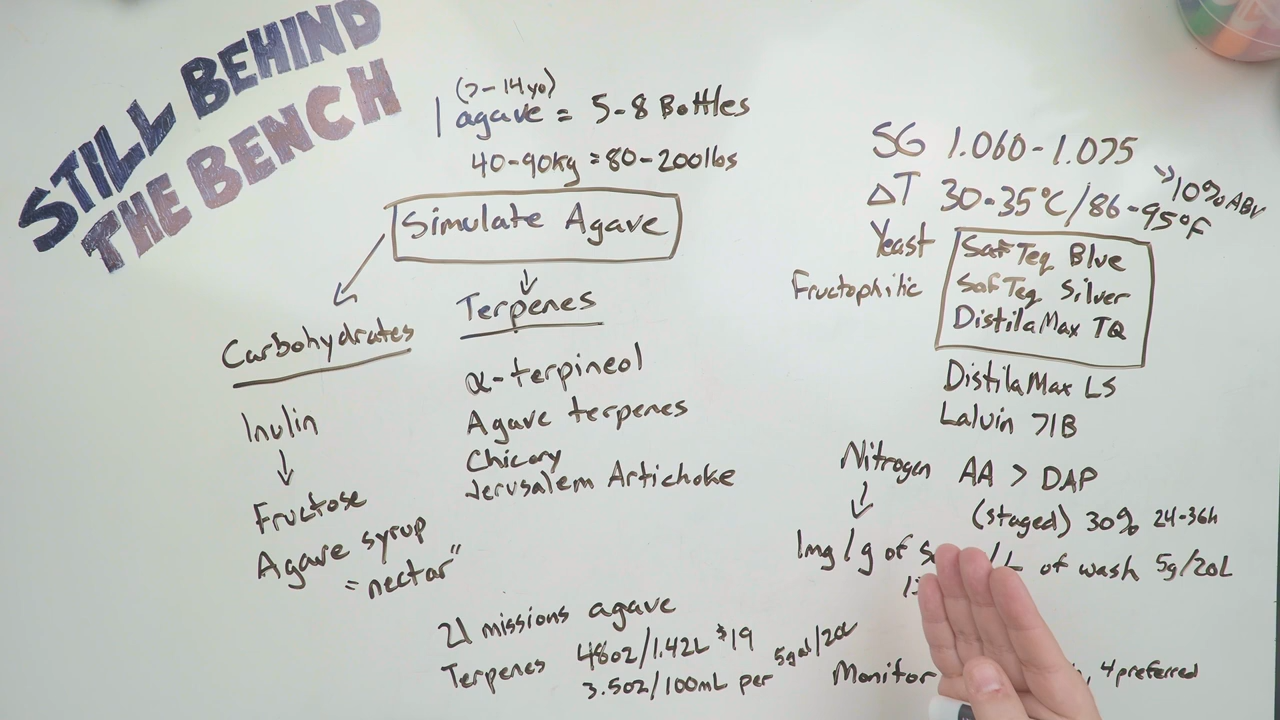 STILL BEHIND
THE BENCH
(7-14yo)
1 agave = 5-8 Bottles
40-90kg = 80-200lbs
Simulate Agave
Carbohydrates
Inulin
↓
Fructose
Agave syrup
= nectar"
Terpenes
α-terpineol
Agave terpenes
Chicory
Jerusalem Artichoke
21 missions agave
Terpenes 48oz/1.42L $19
3.5oz/100mL per 5gal/20L
SG 1.060-1.075
→ 10% ABV
ΔT 30-35°C/86-95°F
Yeast
Fructophilic
SafTeq Blue
SafTeq Silver
DistilaMax TQ
DistilaMax LS
Lalvin 71B
Nitrogen AA > DAP
(staged) 30% 24-36h
1mg/g of /L of wash 5g/20L
Monitor , 4 preferred